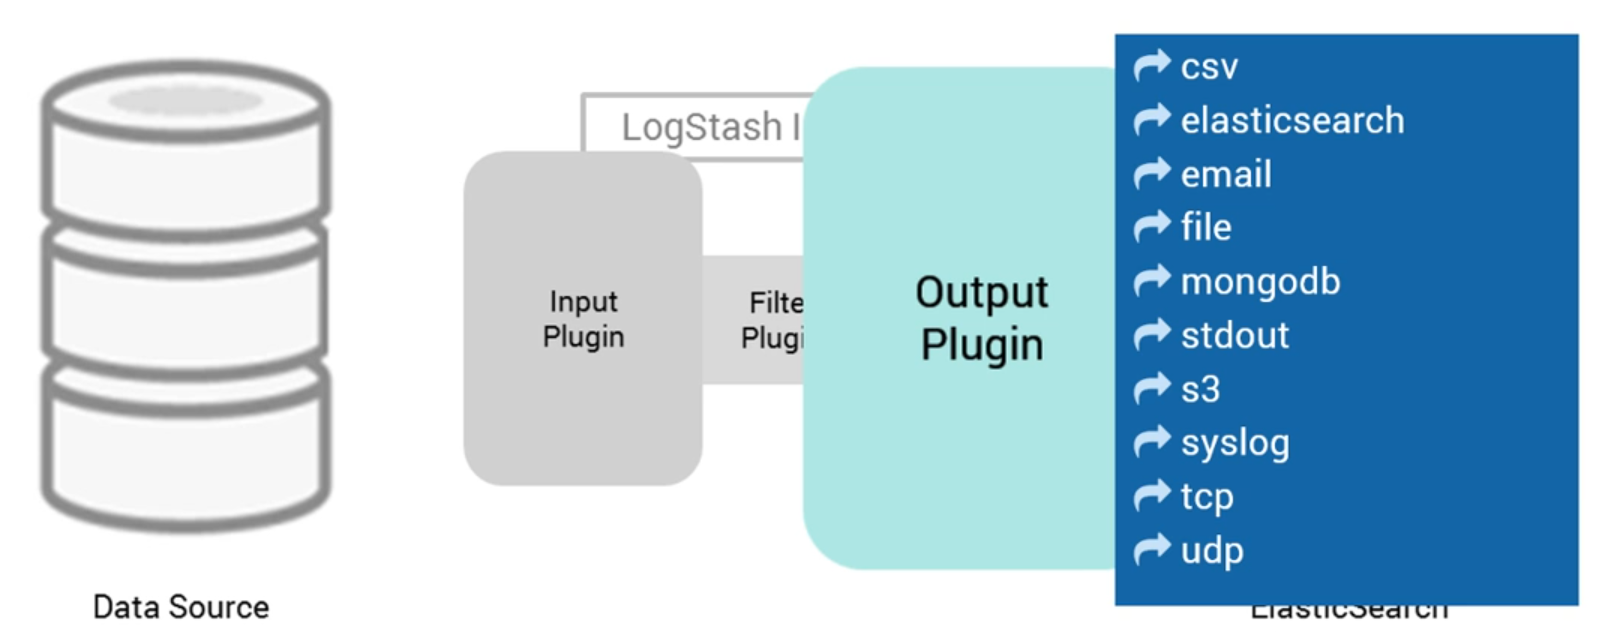 LogStash I
Input
Plugin
Filte
Plugi
Output
Plugin
csv
elasticsearch
email
file
mongodb
stdout
s3
syslog
tcp
udp
Data Source
ElasticSearch